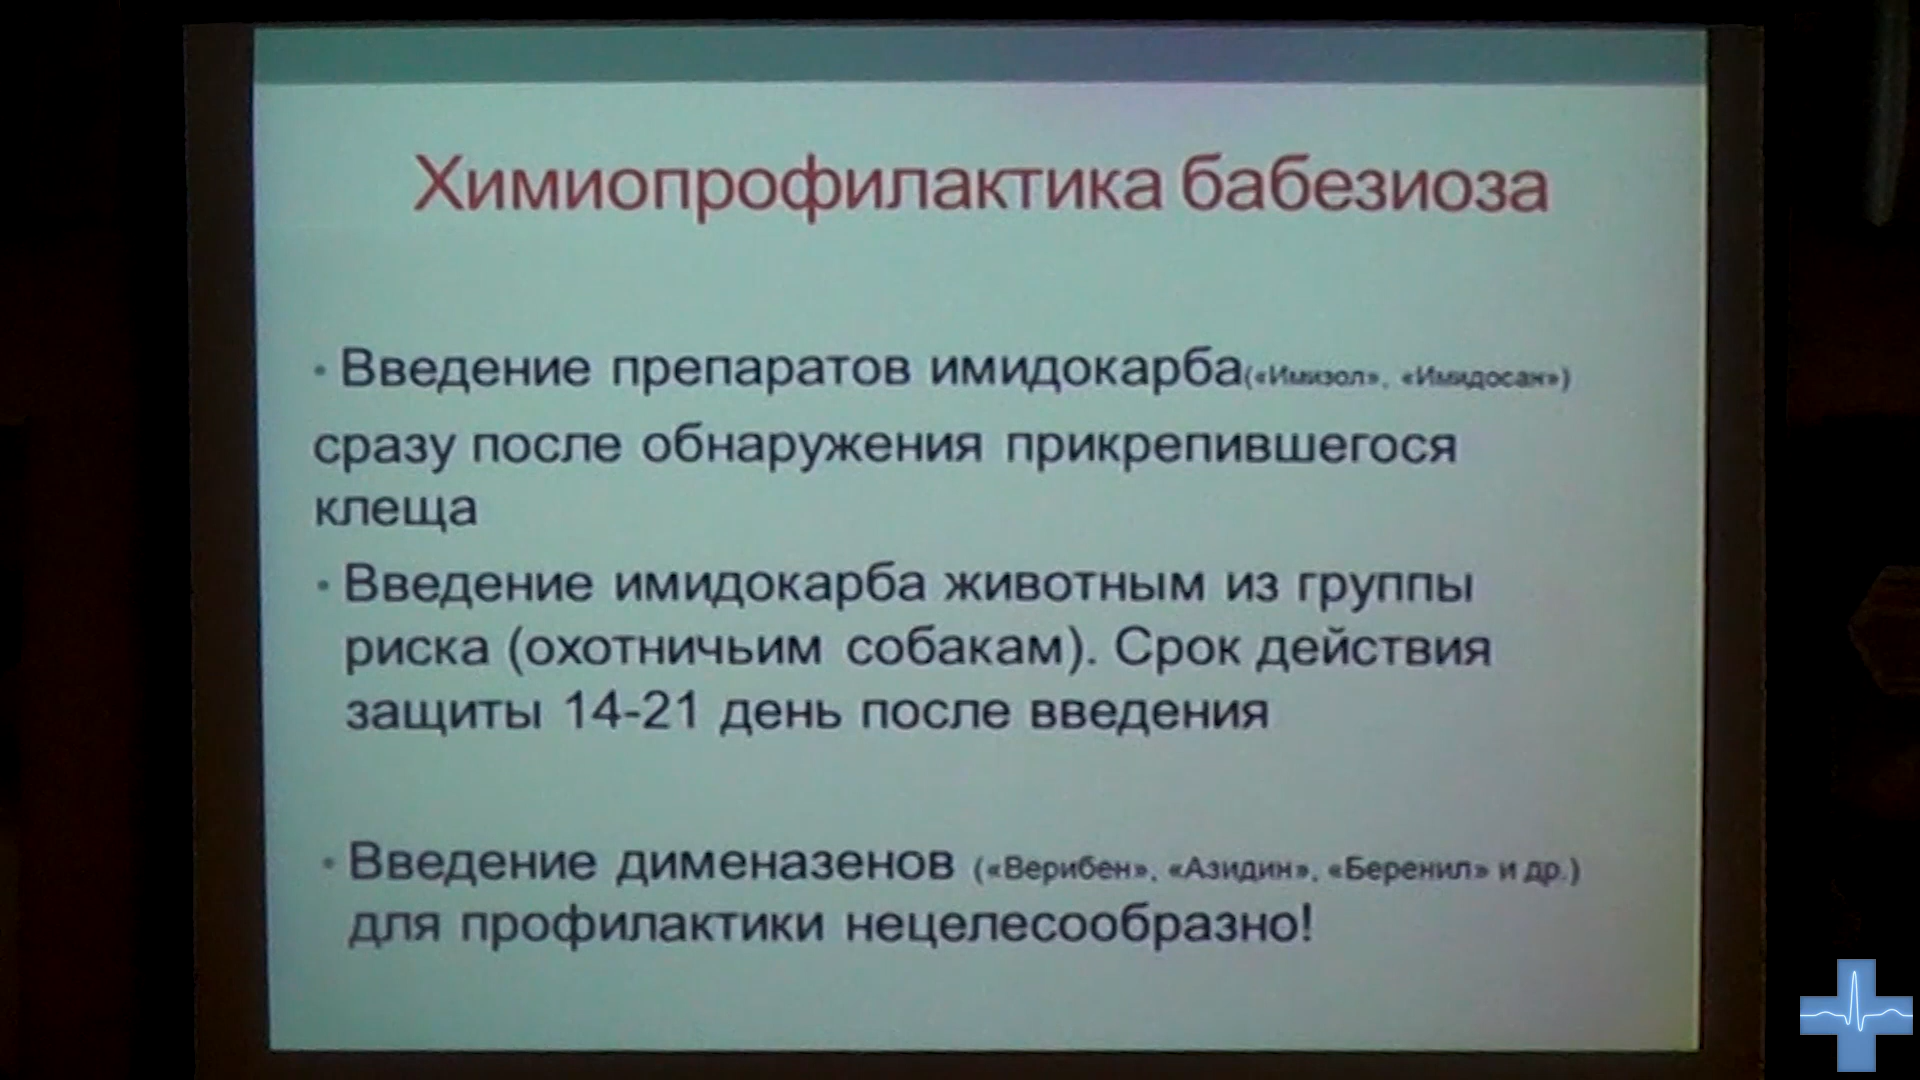 Химиопрофилактика бабезиоза
• Введение препаратов имидокарба(«Имизол», «Имидосан»)
сразу после обнаружения прикрепившегося
клеща
• Введение имидокарба животным из группы
риска (охотничьим собакам). Срок действия
защиты 14-21 день после введения
• Введение дименазенов («Верибен», «Азидин», «Беренил» и др.)
для профилактики нецелесообразно!